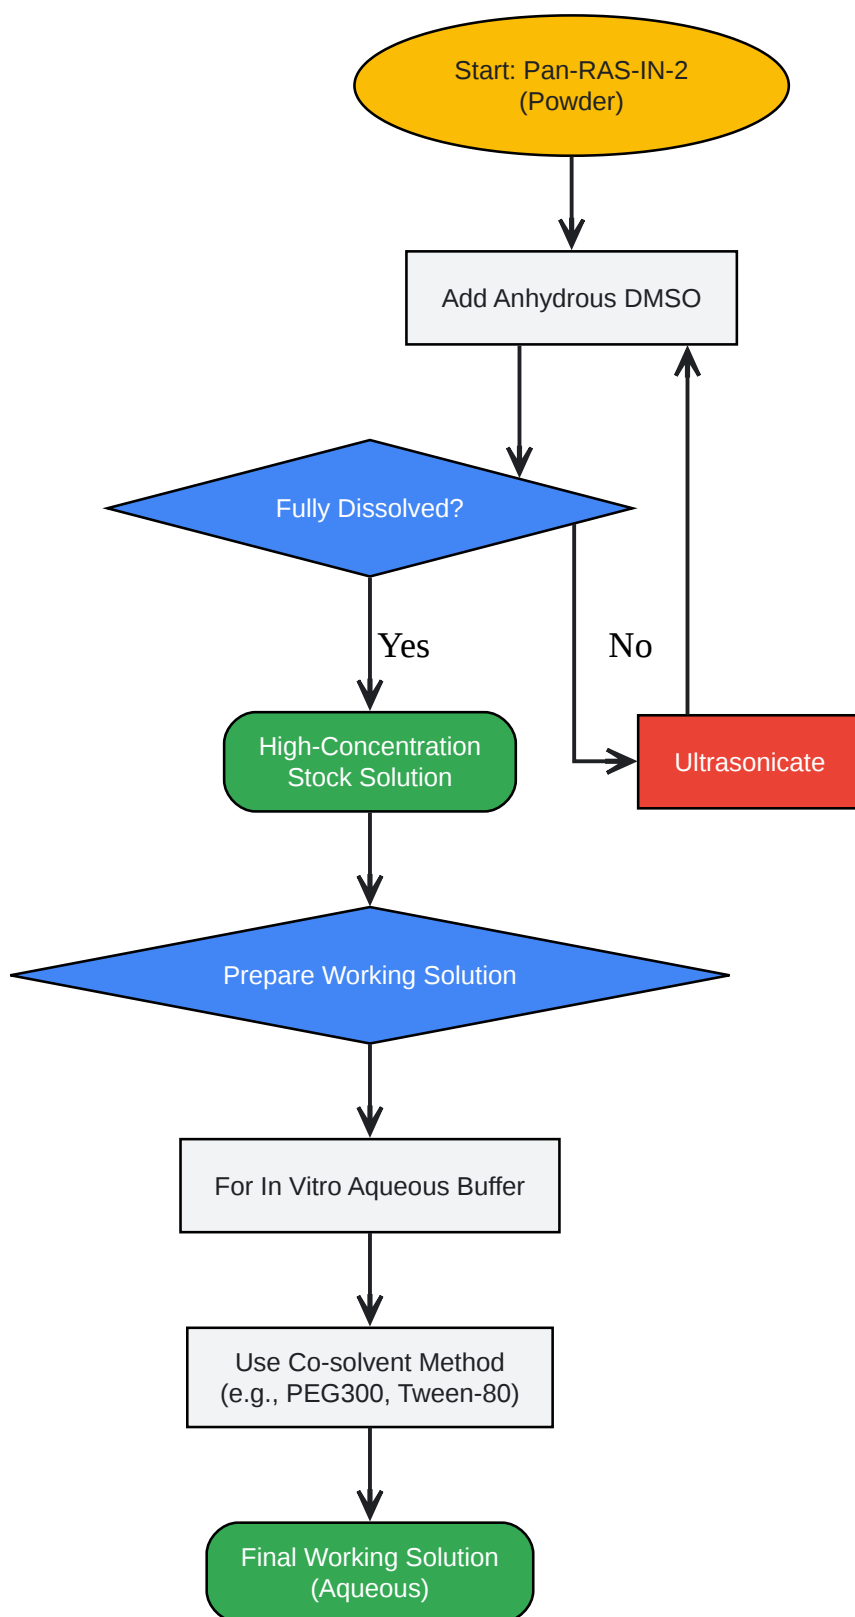 Start: Pan-RAS-IN-2
(Powder)
Add Anhydrous DMSO
Fully Dissolved?
Yes
No
High-Concentration
Stock Solution
Ultrasonicate
Prepare Working Solution
For In Vitro Aqueous Buffer
Use Co-solvent Method
(e.g., PEG300, Tween-80)
Final Working Solution
(Aqueous)